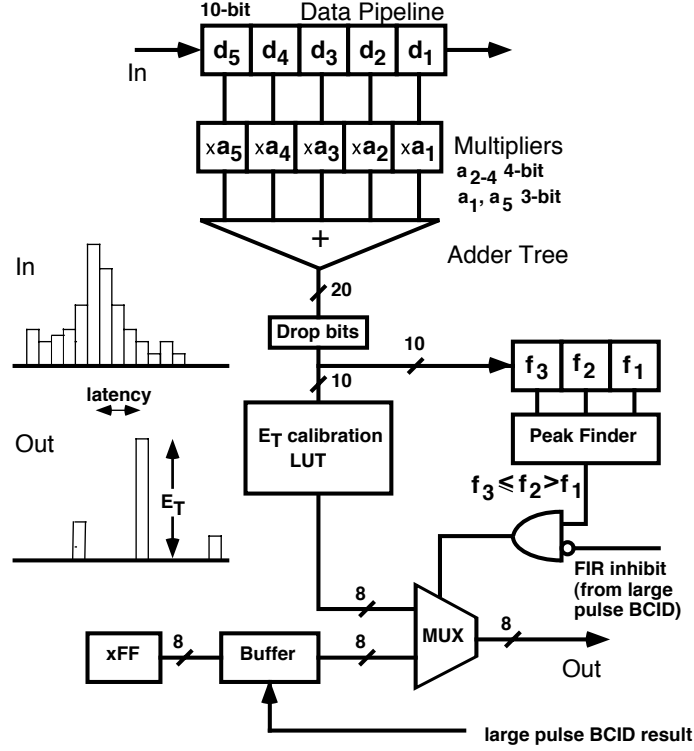 10-bit Data Pipeline
In
d5 d4 d3 d2 d1
xa5 xa4 xa3 xa2 xa1
Multipliers
a2-4 4-bit
a1, a5 3-bit
+
Adder Tree
In
20
Drop bits
10
10
f3 f2 f1
latency
ET calibration
LUT
Peak Finder
Out
ET
f3 ≤ f2 > f1
FIR inhibit
(from large
pulse BCID)
8
MUX
8
Out
xFF
8
Buffer
8
large pulse BCID result